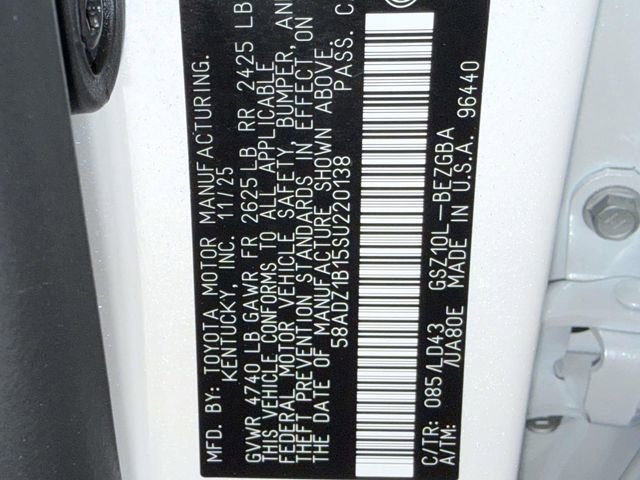 MFD. BY: TOYOTA MOTOR MANUFACTURING.
KENTUCKY, INC. 11/25
GVWR 4740 LB GAWR FR 2625 LB RR 2425 LB
THIS VEHICLE CONFORMS TO ALL APPLICABLE
FEDERAL MOTOR VEHICLE SAFETY, BUMPER, AN
THEFT PREVENTION STANDARDS IN EFFECT ON
THE DATE OF MANUFACTURE SHOWN ABOVE.
58ADZ1B15SU220138 PASS. CA
C/TR: 085/LD43 GSZ10L-BEZGBA
A/TM: /UA80E MADE IN U.S.A. 96440